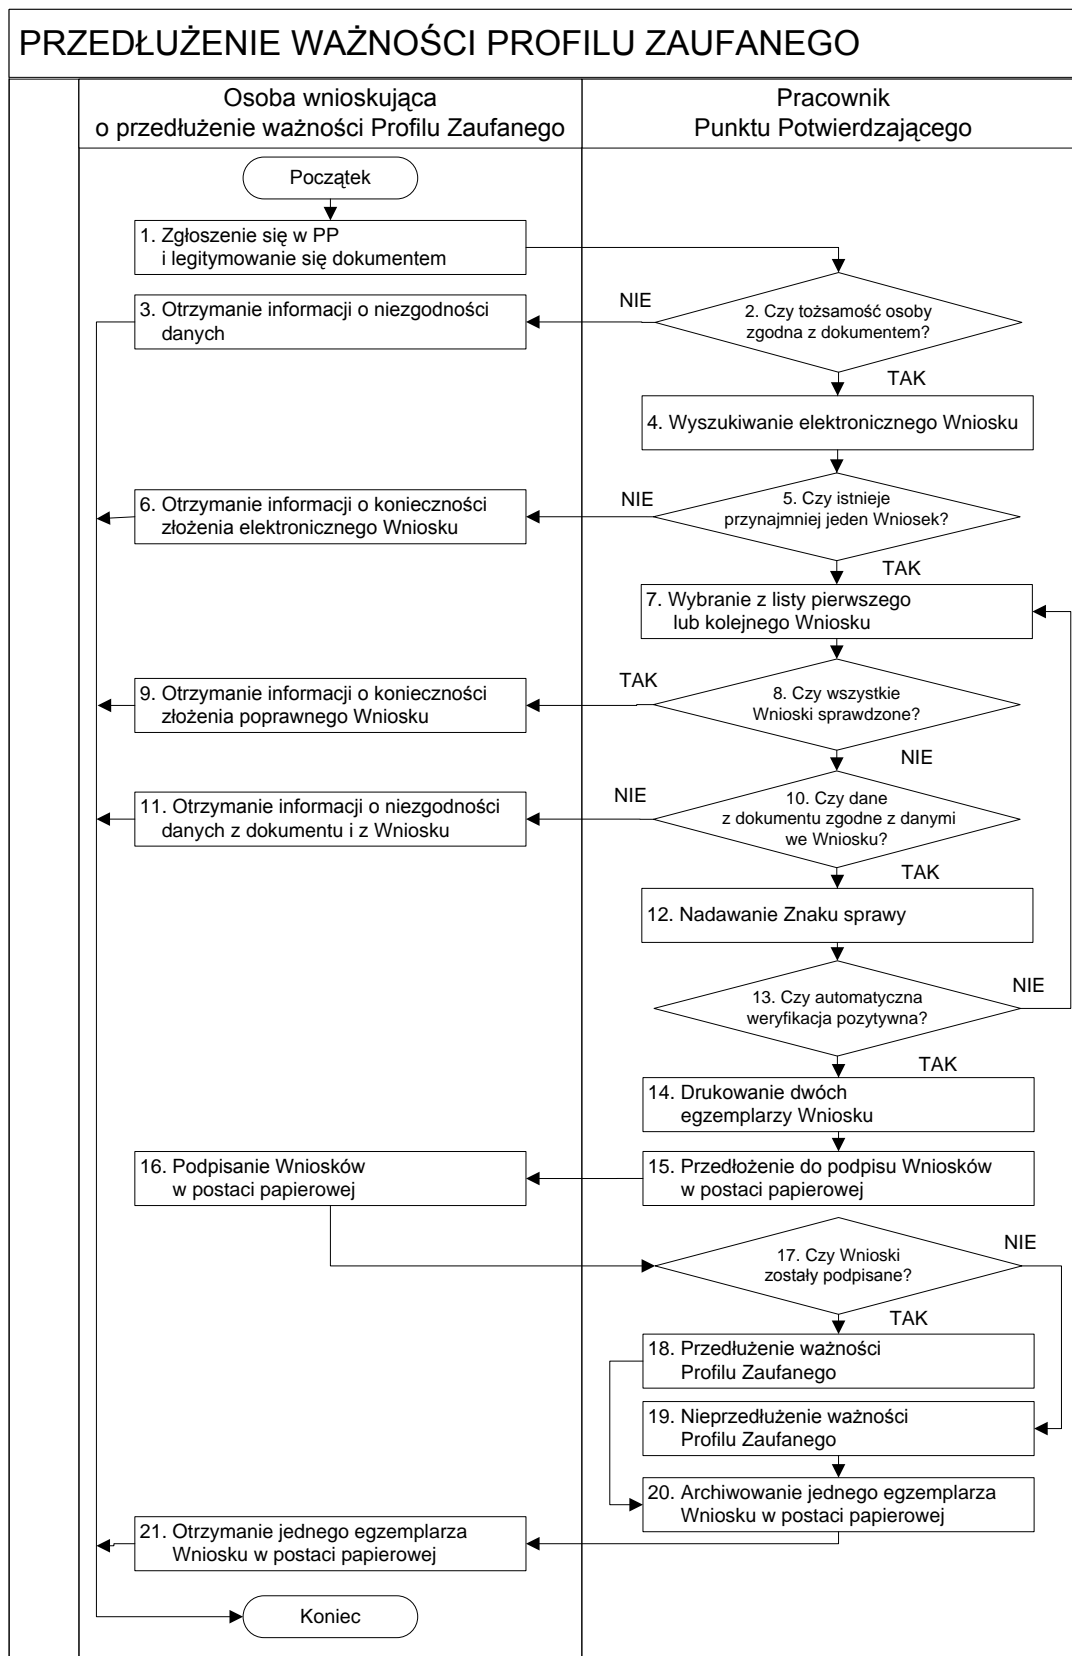 PRZEDŁUŻENIE WAŻNOŚCI PROFILU ZAUFANEGO
Osoba wnioskująca
o przedłużenie ważności Profilu Zaufanego
Pracownik
Punktu Potwierdzającego
Początek
1. Zgłoszenie się w PP
i legitymowanie się dokumentem
2. Czy tożsamość osoby
zgodna z dokumentem?
NIE
3. Otrzymanie informacji o niezgodności
danych
TAK
4. Wyszukiwanie elektronicznego Wniosku
5. Czy istnieje
przynajmniej jeden Wniosek?
NIE
6. Otrzymanie informacji o konieczności
złożenia elektronicznego Wniosku
TAK
7. Wybranie z listy pierwszego
lub kolejnego Wniosku
8. Czy wszystkie
Wnioski sprawdzone?
TAK
9. Otrzymanie informacji o konieczności
złożenia poprawnego Wniosku
NIE
10. Czy dane
z dokumentu zgodne z danymi
we Wniosku?
NIE
11. Otrzymanie informacji o niezgodności
danych z dokumentu i z Wniosku
TAK
12. Nadawanie Znaku sprawy
13. Czy automatyczna
weryfikacja pozytywna?
NIE
TAK
14. Drukowanie dwóch
egzemplarzy Wniosku
15. Przedłożenie do podpisu Wniosków
w postaci papierowej
16. Podpisanie Wniosków
w postaci papierowej
17. Czy Wnioski
zostały podpisane?
NIE
TAK
18. Przedłużenie ważności
Profilu Zaufanego
19. Nieprzedłużenie ważności
Profilu Zaufanego
20. Archiwowanie jednego egzemplarza
Wniosku w postaci papierowej
21. Otrzymanie jednego egzemplarza
Wniosku w postaci papierowej
Koniec